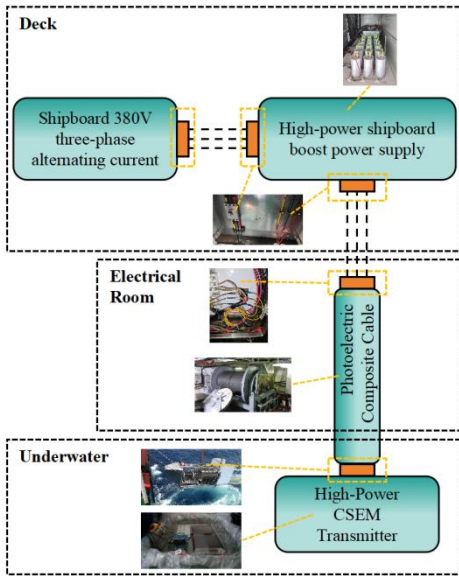 Deck
Shipboard 380V
three-phase
alternating current
High-power shipboard
boost power supply
Electrical
Room
Photoelectric
Composite Cable
Underwater
High-Power
CSEM
Transmitter